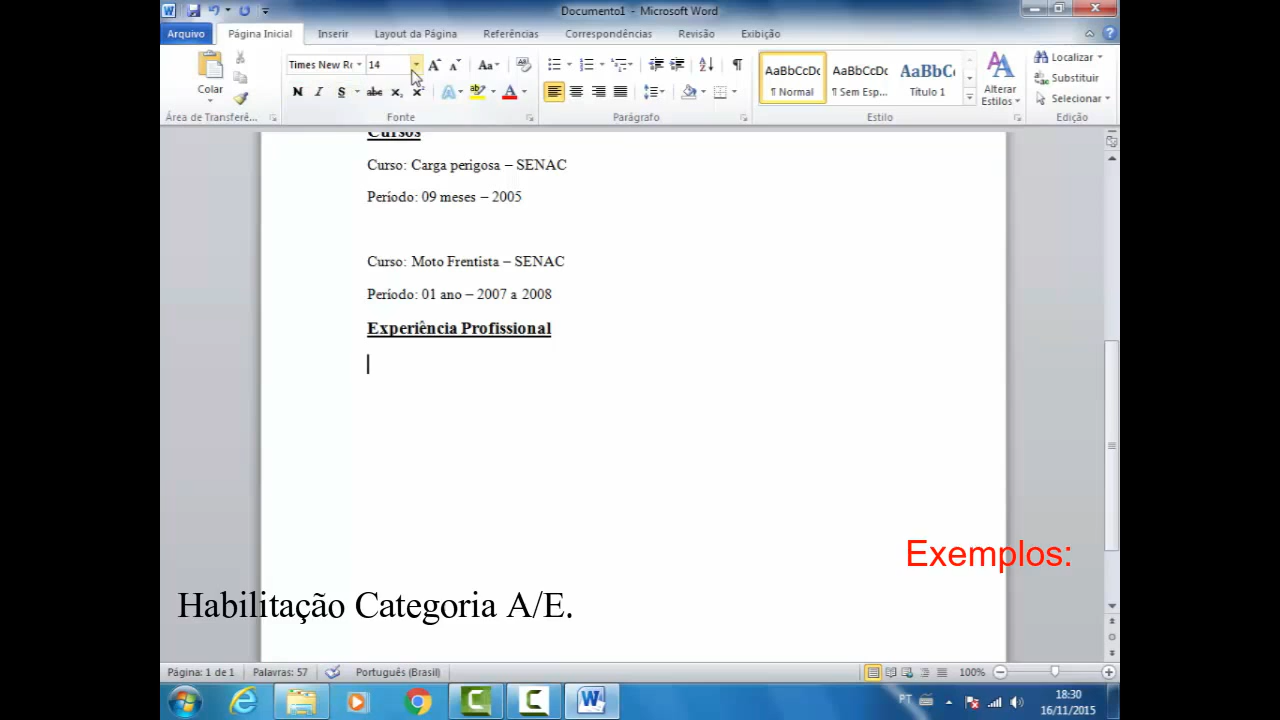 Documento1 - Microsoft Word
Arquivo Página Inicial Inserir Layout da Página Referências Correspondências Revisão Exibição
Colar
Times New Ro 14
AaBbCcDc AaBbCcDc AaBbC
¶ Normal ¶ Sem Esp... Título 1
Alterar Estilos
Localizar
Substituir
Selecionar
Área de Transferê... Fonte Parágrafo Estilo Edição
Cursos
Curso: Carga perigosa – SENAC
Período: 09 meses – 2005
Curso: Moto Frentista – SENAC
Período: 01 ano – 2007 a 2008
Experiência Profissional
Exemplos:
Habilitação Categoria A/E.
Página: 1 de 1 Palavras: 57 Português (Brasil) 100%
PT 18:30
16/11/2015